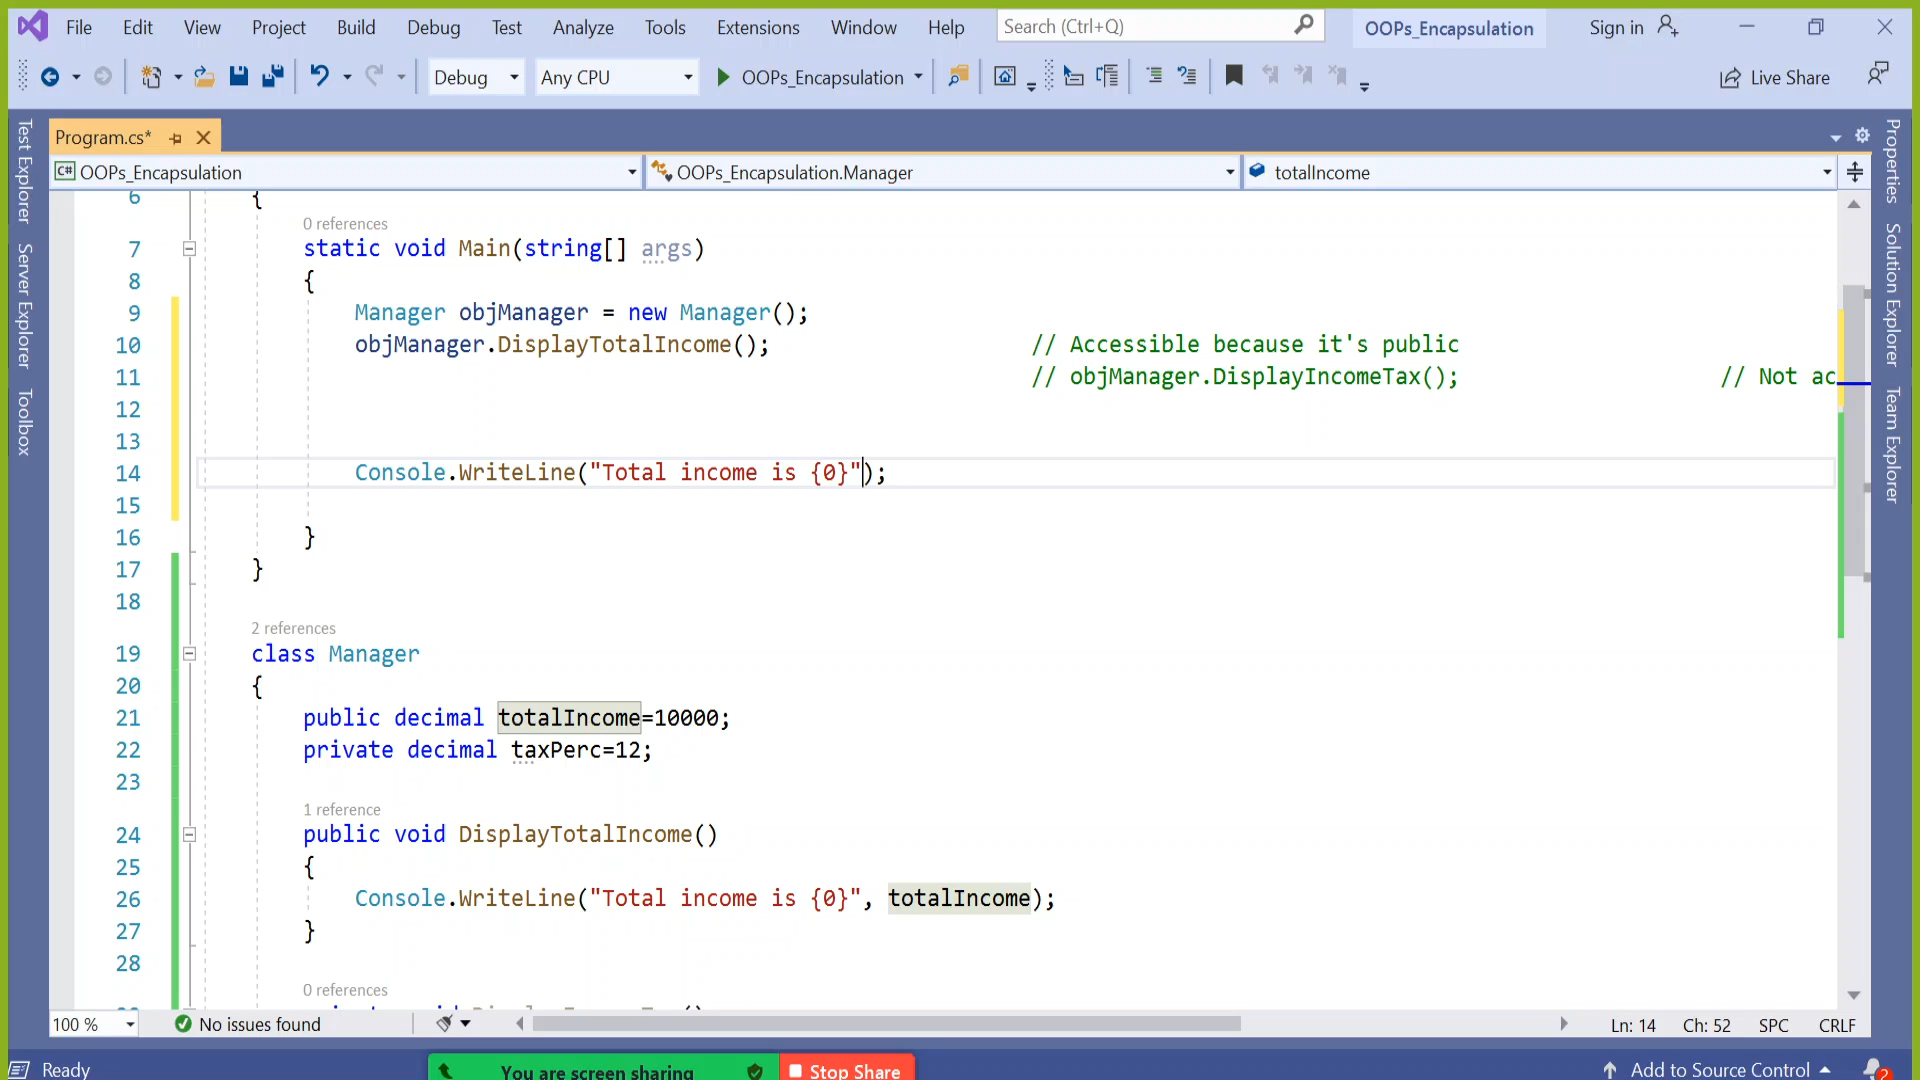 File Edit View Project Build Debug Test Analyze Tools Extensions Window Help Search (Ctrl+Q) OOPs_Encapsulation Sign in
Debug Any CPU OOPs_Encapsulation Live Share
Program.cs*
C# OOPs_Encapsulation OOPs_Encapsulation.Manager totalIncome
Test Explorer
Server Explorer
Toolbox
Properties
Solution Explorer
Team Explorer
6 {
0 references
7 static void Main(string[] args)
8 {
9 Manager objManager = new Manager();
10 objManager.DisplayTotalIncome(); // Accessible because it's public
11 // objManager.DisplayIncomeTax(); // Not ac
12
13
14 Console.WriteLine("Total income is {0}");
15
16 }
17 }
18
2 references
19 class Manager
20 {
21 public decimal totalIncome=10000;
22 private decimal taxPerc=12;
23
1 reference
24 public void DisplayTotalIncome()
25 {
26 Console.WriteLine("Total income is {0}", totalIncome);
27 }
28
0 references
100 % No issues found Ln: 14 Ch: 52 SPC CRLF
Ready You are screen sharing Stop Share Add to Source Control 2